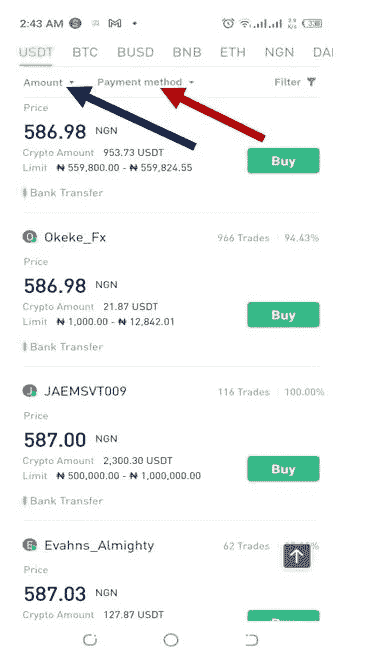 2:43 AM
USDT BTC BUSD BNB ETH NGN DAI
Amount Payment method Filter
Price
586.98 NGN
Crypto Amount 953.73 USDT
Limit ₦ 559,800.00 - ₦ 559,824.55
Buy
Bank Transfer
O Okeke_Fx 966 Trades 94.43%
Price
586.98 NGN
Crypto Amount 21.87 USDT
Limit ₦ 1,000.00 - ₦ 12,842.01
Buy
Bank Transfer
J JAEMSVT009 116 Trades 100.00%
Price
587.00 NGN
Crypto Amount 2,300.30 USDT
Limit ₦ 500,000.00 - ₦ 1,000,000.00
Buy
Bank Transfer
E Evahns_Almighty 62 Trades
Price
587.03 NGN
Crypto Amount 127.87 USDT
Buy